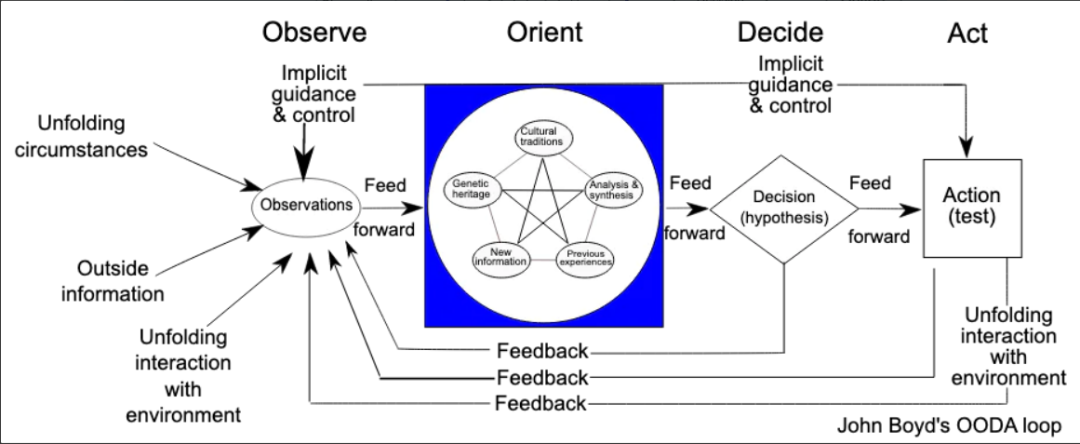 Observe
Orient
Decide
Act
Implicit
guidance
& control
Implicit
guidance
& control
Unfolding
circumstances
Observations
Outside
information
Unfolding
interaction
with
environment
Feed
forward
Cultural
traditions
Genetic
heritage
Analysis &
synthesis
New
information
Previous
experiences
Feed
forward
Decision
(hypothesis)
Feed
forward
Action
(test)
Unfolding
interaction
with
environment
Feedback
Feedback
Feedback
John Boyd's OODA loop